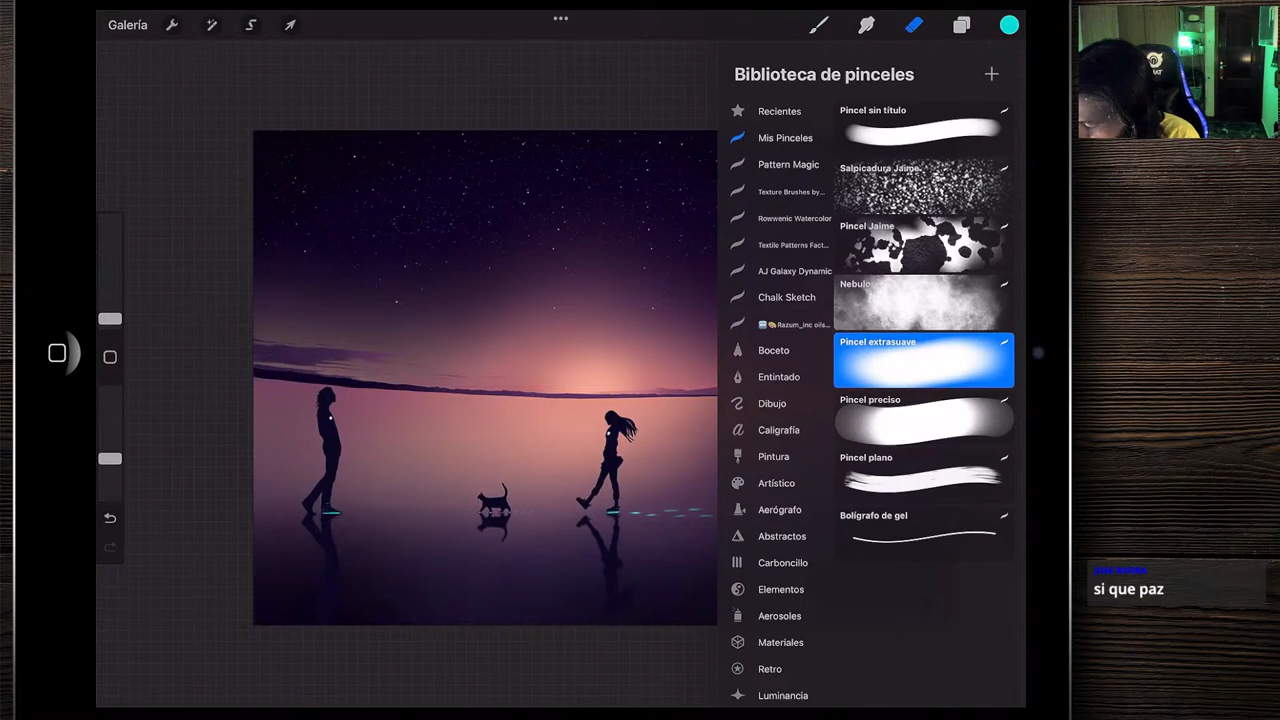 Galería
Biblioteca de pinceles
Recientes
Mis Pinceles
Pattern Magic
Texture Brushes by...
Rowwenic Watercolor
Textile Patterns Fact...
AJ Galaxy Dynamic
Chalk Sketch
Razum_inc oils...
Boceto
Entintado
Dibujo
Caligrafía
Pintura
Artístico
Aerógrafo
Abstractos
Carboncillo
Elementos
Aerosoles
Materiales
Retro
Luminancia
Pincel sin título
Salpicadura Jaime
Pincel Jaime
Nebulo
Pincel extrasuave
Pincel preciso
Pincel plano
Bolígrafo de gel
si que paz